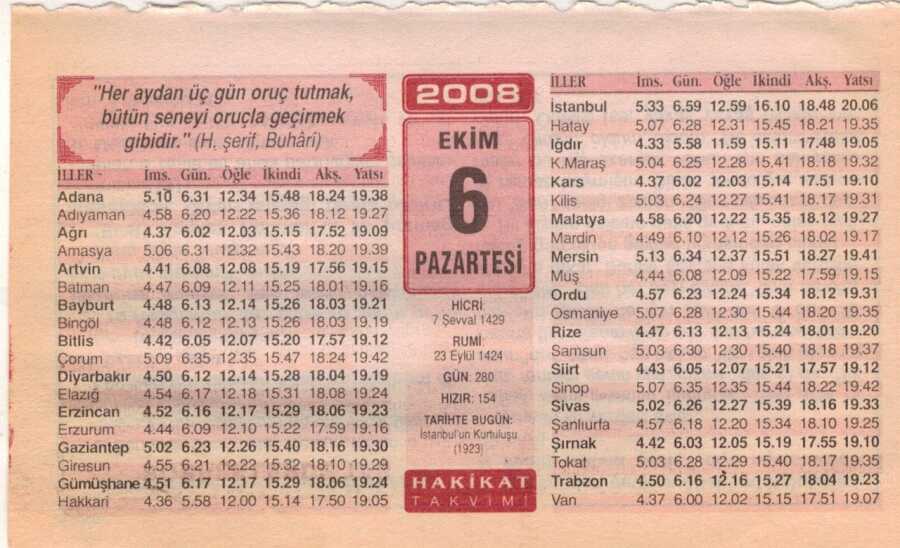 "Her aydan üç gün oruç tutmak,
bütün seneyi oruçla geçirmek
gibidir." (H. şerif, Buhârî)
İLLER İms. Gün. Öğle İkindi Akş. Yatsı
Adana 5.10 6.31 12.34 15.48 18.24 19.38
Adıyaman 4.58 6.20 12.22 15.36 18.12 19.27
Ağrı 4.37 6.02 12.03 15.15 17.52 19.09
Amasya 5.06 6.31 12.32 15.43 18.20 19.39
Artvin 4.41 6.08 12.08 15.19 17.56 19.15
Batman 4.47 6.09 12.11 15.25 18.01 19.16
Bayburt 4.48 6.13 12.14 15.26 18.03 19.21
Bingöl 4.48 6.12 12.13 15.26 18.03 19.19
Bitlis 4.42 6.05 12.07 15.20 17.57 19.12
Çorum 5.09 6.35 12.35 15.47 18.24 19.42
Diyarbakır 4.50 6.12 12.14 15.28 18.04 19.19
Elazığ 4.54 6.17 12.18 15.31 18.08 19.24
Erzincan 4.52 6.16 12.17 15.29 18.06 19.23
Erzurum 4.44 6.09 12.10 15.22 17.59 19.16
Gaziantep 5.02 6.23 12.26 15.40 18.16 19.30
Giresun 4.55 6.21 12.22 15.32 18.10 19.29
Gümüşhane 4.51 6.17 12.17 15.29 18.06 19.24
Hakkari 4.36 5.58 12.00 15.14 17.50 19.05
2008
EKİM
6
PAZARTESİ
HİCRİ:
7 Şevval 1429
RUMİ:
23 Eylül 1424
GÜN: 280
HIZIR: 154
TARİHTE BUGÜN:
İstanbul'un Kurtuluşu
(1923)
HAKİKAT
TAKVİMİ
İLLER İms. Gün. Öğle İkindi Akş. Yatsı
İstanbul 5.33 6.59 12.59 16.10 18.48 20.06
Hatay 5.07 6.28 12.31 15.45 18.21 19.35
Iğdır 4.33 5.58 11.59 15.11 17.48 19.05
K.Maraş 5.04 6.25 12.28 15.41 18.18 19.32
Kars 4.37 6.02 12.03 15.14 17.51 19.10
Kilis 5.03 6.24 12.27 15.41 18.17 19.31
Malatya 4.58 6.20 12.22 15.35 18.12 19.27
Mardin 4.49 6.10 12.12 15.26 18.02 19.17
Mersin 5.13 6.34 12.37 15.51 18.27 19.41
Muş 4.44 6.08 12.09 15.22 17.59 19.15
Ordu 4.57 6.23 12.24 15.34 18.12 19.31
Osmaniye 5.07 6.28 12.30 15.44 18.20 19.35
Rize 4.47 6.13 12.13 15.24 18.01 19.20
Samsun 5.03 6.30 12.30 15.40 18.18 19.37
Siirt 4.43 6.05 12.07 15.21 17.57 19.12
Sinop 5.07 6.35 12.35 15.44 18.22 19.42
Sivas 5.02 6.26 12.27 15.39 18.16 19.33
Şanlıurfa 4.57 6.18 12.20 15.34 18.10 19.25
Şırnak 4.42 6.03 12.05 15.19 17.55 19.10
Tokat 5.03 6.28 12.29 15.40 18.17 19.35
Trabzon 4.50 6.16 12.16 15.27 18.04 19.23
Van 4.37 6.00 12.02 15.15 17.51 19.07